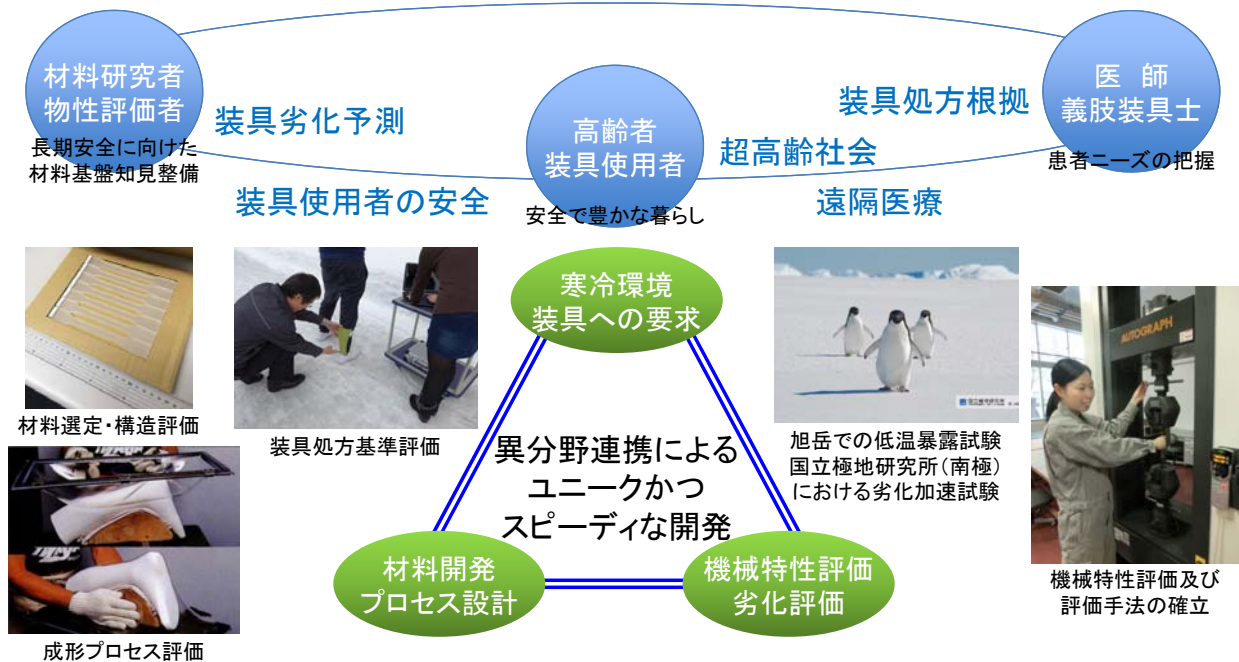 材料研究者
物性評価者
長期安全に向けた
材料基盤知見整備
装具劣化予測
装具使用者の安全
高齢者
装具使用者
安全で豊かな暮らし
装具処方根拠
超高齢社会
遠隔医療
医 師
義肢装具士
患者ニーズの把握
材料選定・構造評価
成形プロセス評価
装具処方基準評価
寒冷環境
装具への要求
異分野連携による
ユニークかつ
スピーディな開発
材料開発
プロセス設計
機械特性評価
劣化評価
国立極地研究所
旭岳での低温暴露試験
国立極地研究所(南極)
における劣化加速試験
AUTOGRAPH
機械特性評価及び
評価手法の確立